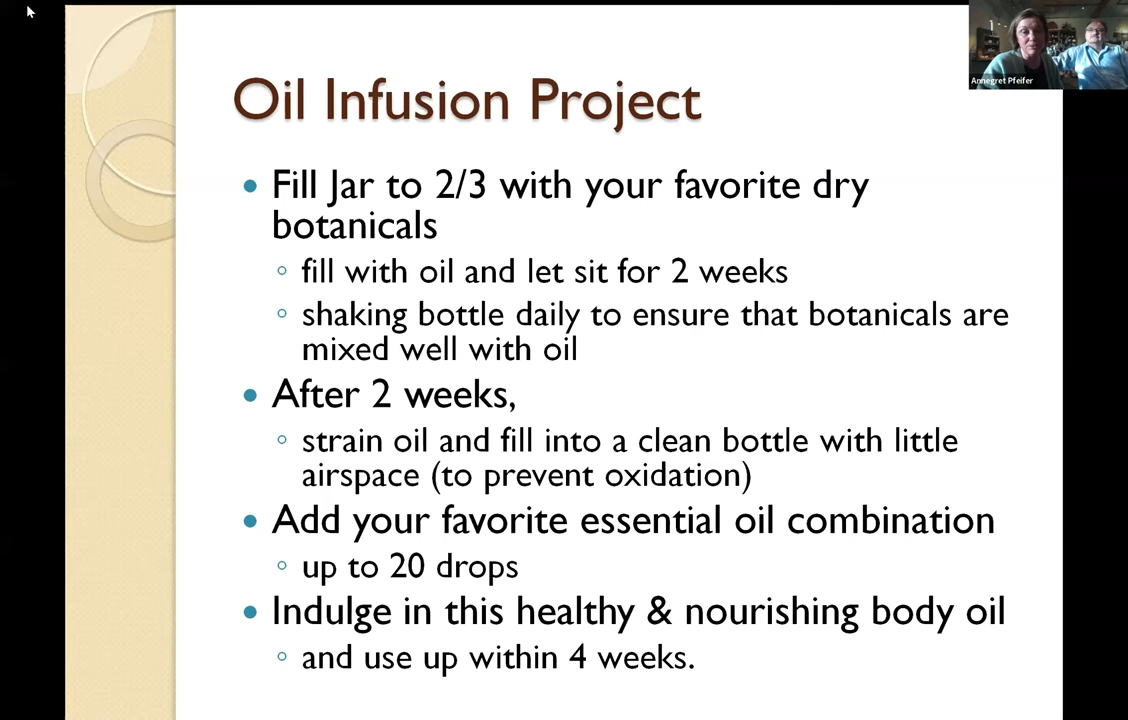 Annegret Pfeifer
Oil Infusion Project
• Fill Jar to 2/3 with your favorite dry
botanicals
◦ fill with oil and let sit for 2 weeks
◦ shaking bottle daily to ensure that botanicals are
mixed well with oil
• After 2 weeks,
◦ strain oil and fill into a clean bottle with little
airspace (to prevent oxidation)
• Add your favorite essential oil combination
◦ up to 20 drops
• Indulge in this healthy & nourishing body oil
◦ and use up within 4 weeks.